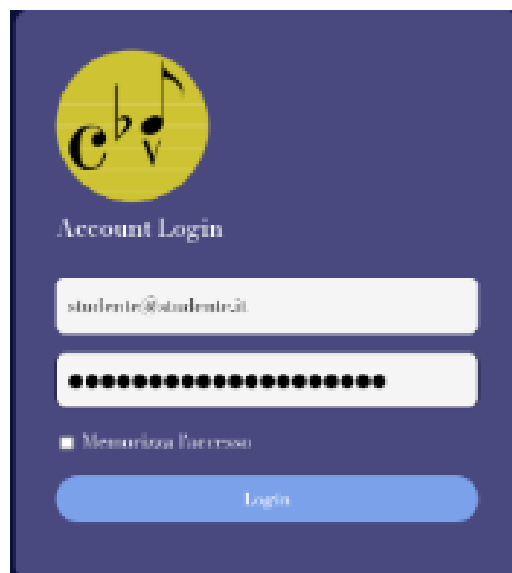 Account Login
studente@studente.it
●●●●●●●●●●●●●●●●●●●●
Memorizza l'accesso
Login